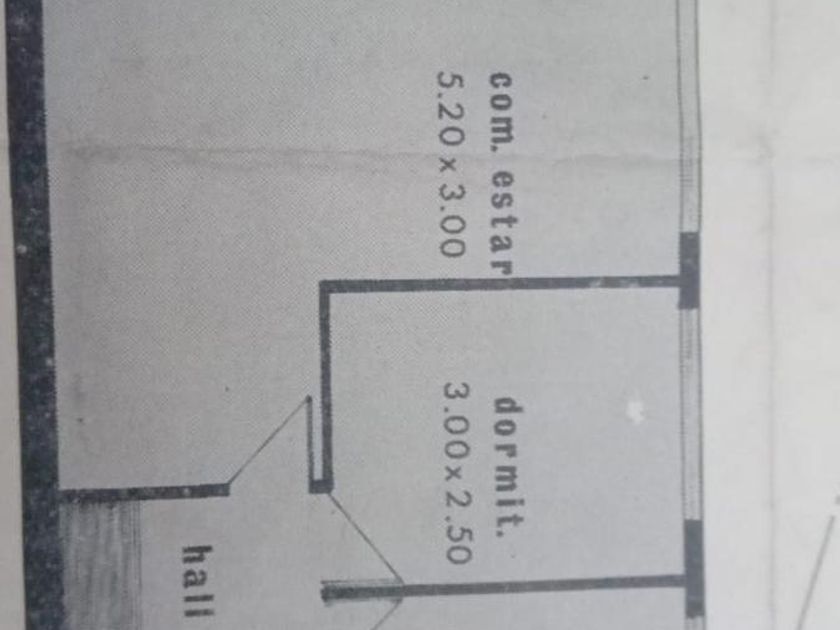 com. estar
5.20 x 3.00
dormit.
3.00x2.50
hall